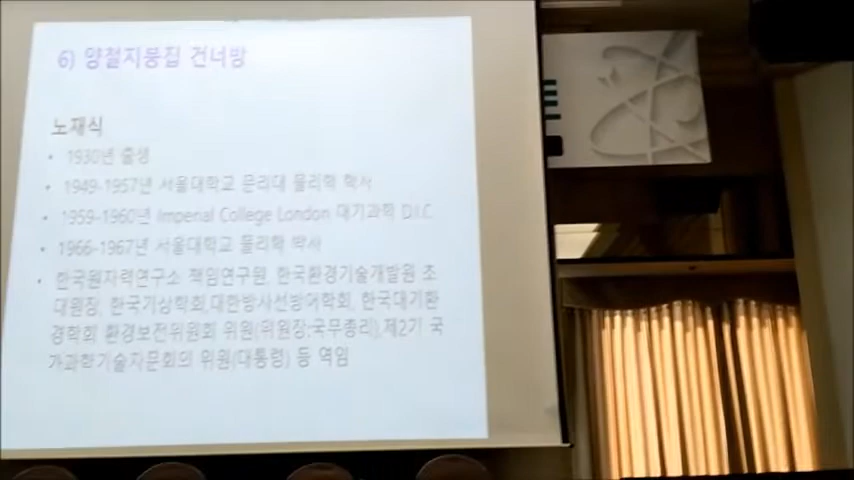 6) 양철지붕집 건너방
노재식
• 1930년 출생
• 1949-1957년 서울대학교 문리대 물리학 학사
• 1959-1960년 Imperial College London 대기과학 D.I.C.
• 1966-1967년 서울대학교 물리학 박사
• 한국원자력연구소 책임연구원, 한국환경기술개발원 초
대원장, 한국기상학회,대한방사선방어학회, 한국대기환
경학회 환경보전위원회 위원(위원장:국무총리),제2기 국
가과학기술자문회의 위원(대통령) 등 역임